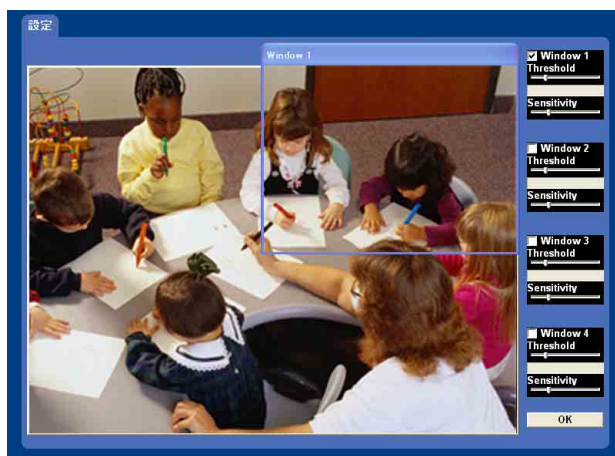 設定
Window 1
Window 1
Threshold
Sensitivity
Window 2
Threshold
Sensitivity
Window 3
Threshold
Sensitivity
Window 4
Threshold
Sensitivity
OK